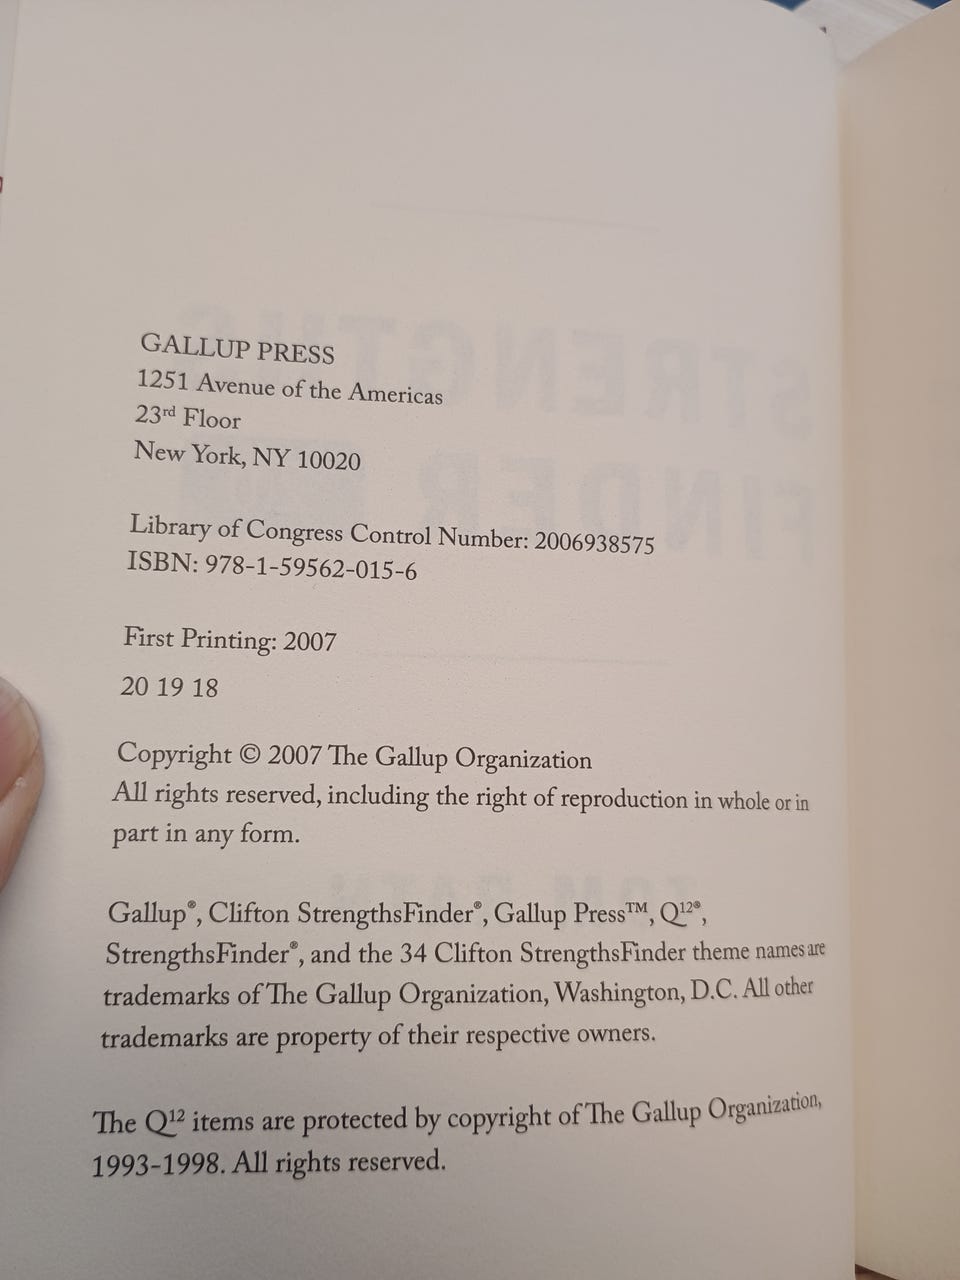 GALLUP PRESS
1251 Avenue of the Americas
23rd Floor
New York, NY 10020
Library of Congress Control Number: 2006938575
ISBN: 978-1-59562-015-6
First Printing: 2007
20 19 18
Copyright © 2007 The Gallup Organization
All rights reserved, including the right of reproduction in whole or in
part in any form.
Gallup®, Clifton StrengthsFinder®, Gallup Press™, Q12®,
StrengthsFinder®, and the 34 Clifton StrengthsFinder theme names are
trademarks of The Gallup Organization, Washington, D.C. All other
trademarks are property of their respective owners.
The Q12 items are protected by copyright of The Gallup Organization,
1993-1998. All rights reserved.